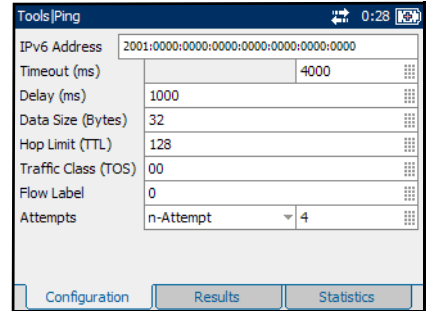 Tools|Ping 0:28
IPv6 Address 2001:0000:0000:0000:0000:0000:0000:0000
Timeout (ms) 4000
Delay (ms) 1000
Data Size (Bytes) 32
Hop Limit (TTL) 128
Traffic Class (TOS) 00
Flow Label 0
Attempts n-Attempt 4
Configuration Results Statistics